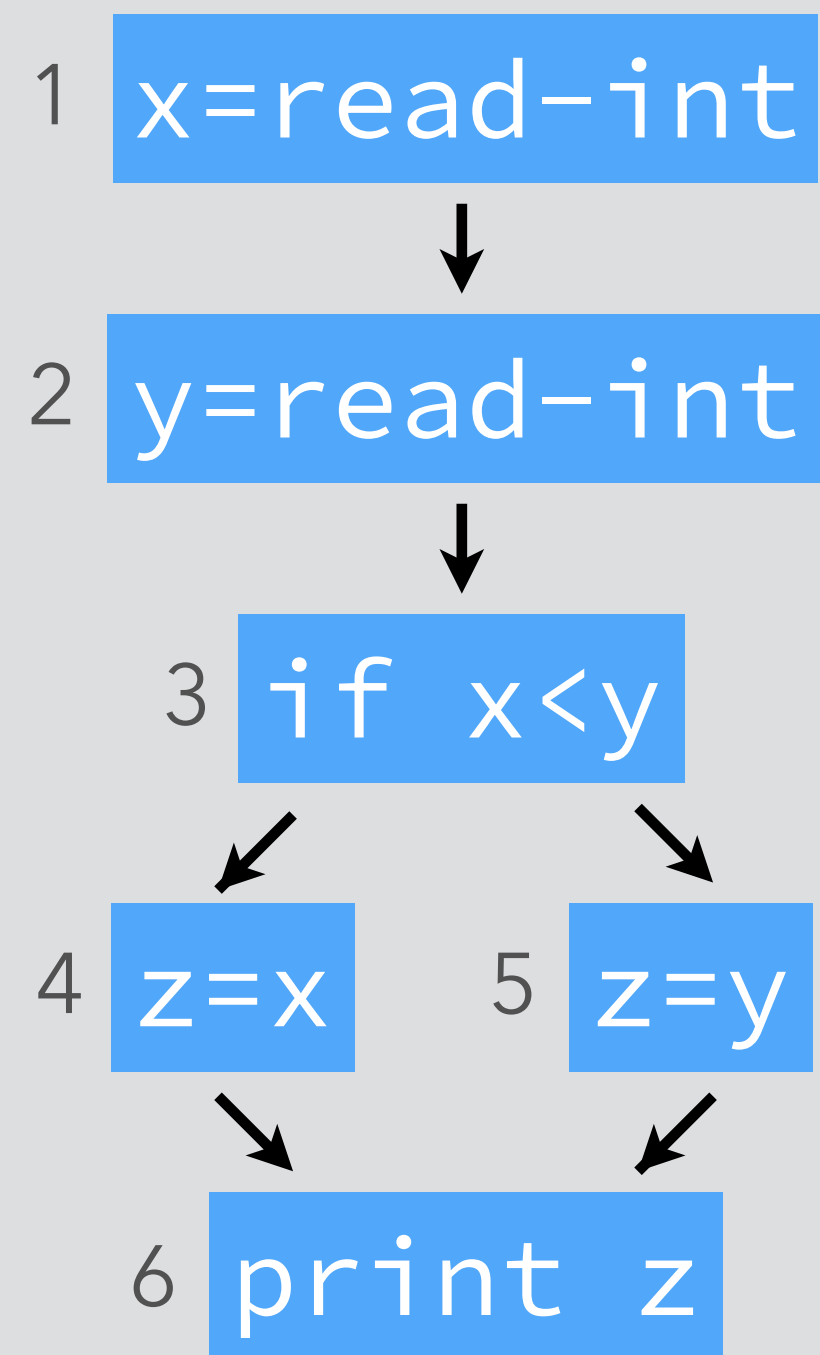 1 x=read-int
2 y=read-int
3 if x<y
4 z=x 5 z=y
6 print z